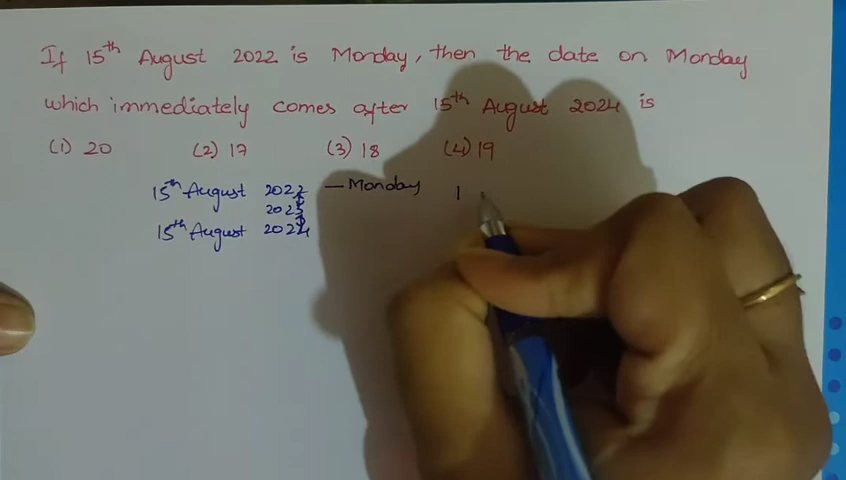 If 15th August 2022 is Monday, then the date on Monday
which immediately comes after 15th August 2024 is
(1) 20 (2) 17 (3) 18 (4) 19
15th August 2022 — Monday 1
2023
15th August 2024